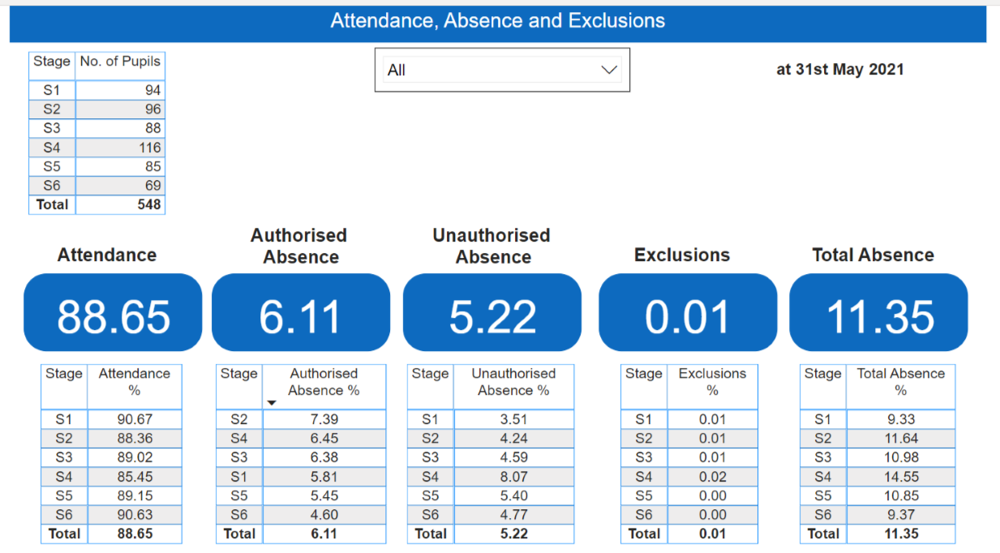 Attendance, Absence and Exclusions
Stage No. of Pupils
S1 94
S2 96
S3 88
S4 116
S5 85
S6 69
Total 548
All
at 31st May 2021
Attendance
88.65
Authorised
Absence
6.11
Unauthorised
Absence
5.22
Exclusions
0.01
Total Absence
11.35
Stage Attendance
%
S1 90.67
S2 88.36
S3 89.02
S4 85.45
S5 89.15
S6 90.63
Total 88.65
Stage Authorised
Absence %
S2 7.39
S4 6.45
S3 6.38
S1 5.81
S5 5.45
S6 4.60
Total 6.11
Stage Unauthorised
Absence %
S1 3.51
S2 4.24
S3 4.59
S4 8.07
S5 5.40
S6 4.77
Total 5.22
Stage Exclusions
%
S1 0.01
S2 0.01
S3 0.01
S4 0.02
S5 0.00
S6 0.00
Total 0.01
Stage Total Absence
%
S1 9.33
S2 11.64
S3 10.98
S4 14.55
S5 10.85
S6 9.37
Total 11.35